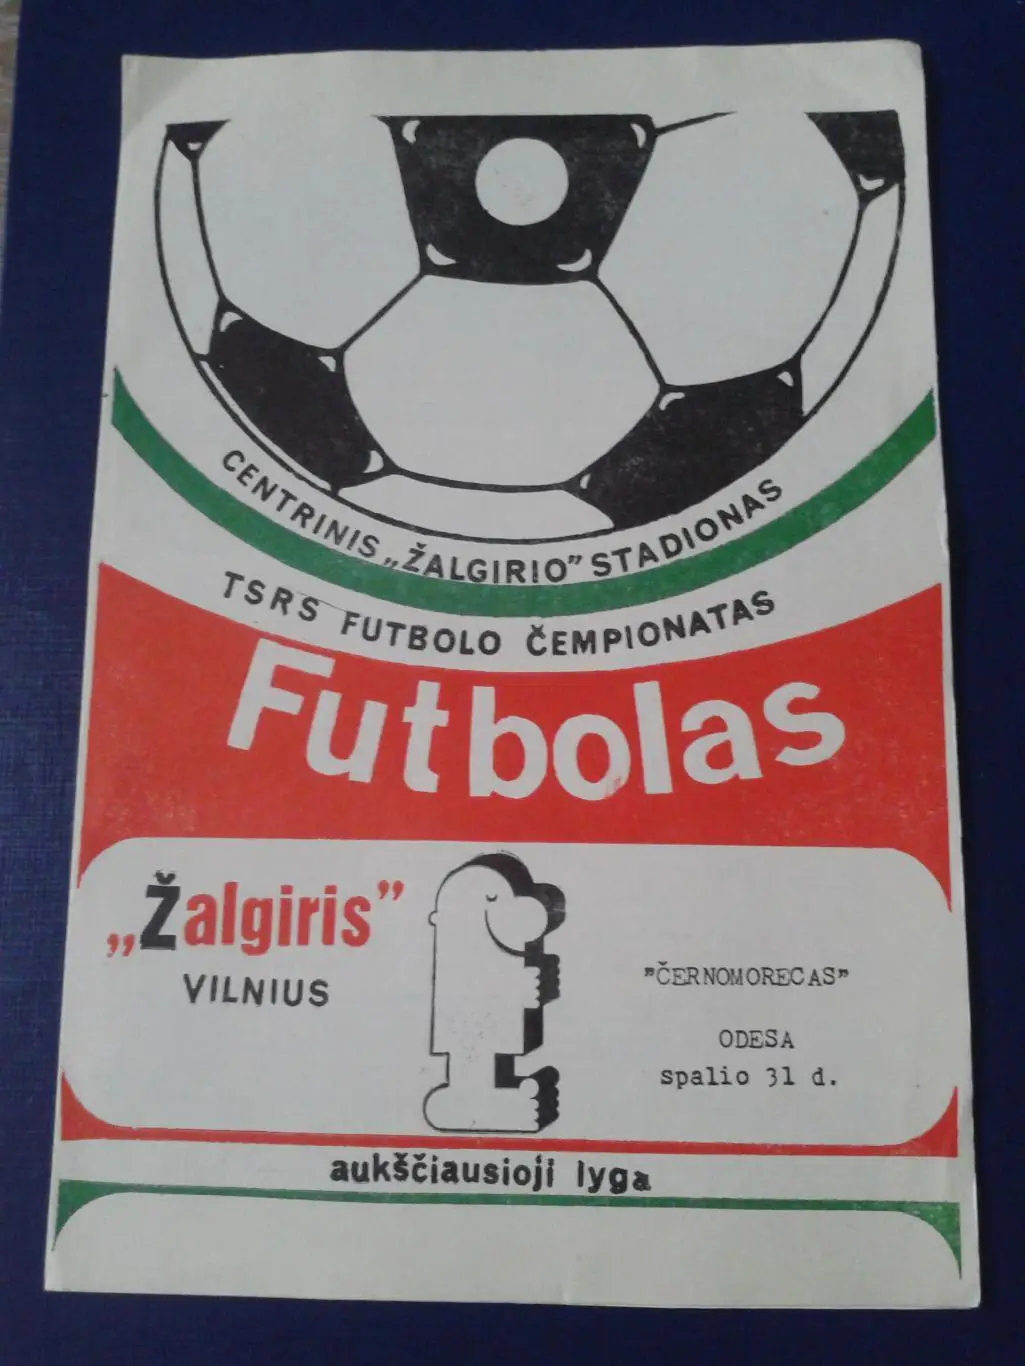 CENTRINIS „ŽALGIRIO” STADIONAS
TSRS FUTBOLO ČEMPIONATAS
Futbolas
„Žalgiris”
VILNIUS
"ČERNOMORECAS"
ODESA
spalio 31 d.
aukščiausioji lyga